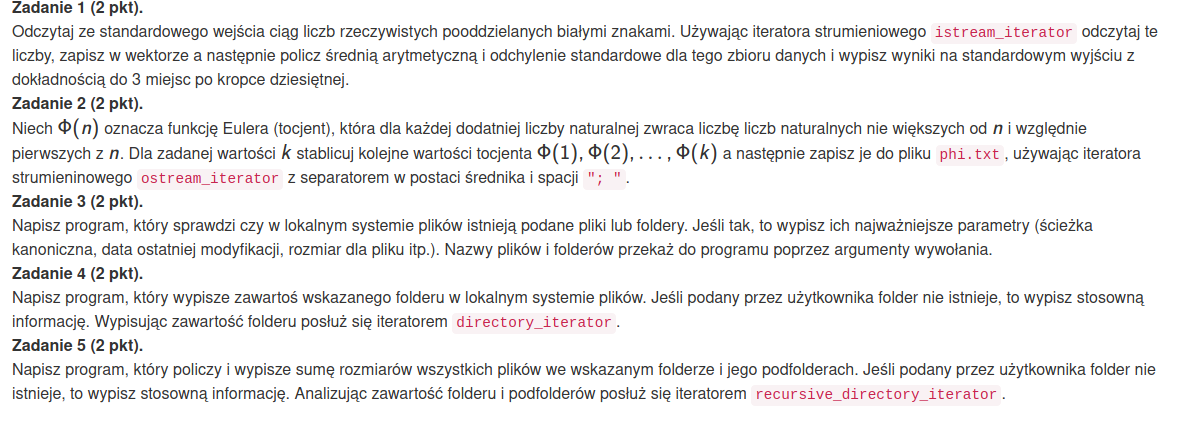 Zadanie 1 (2 pkt).
Odczytaj ze standardowego wejścia ciąg liczb rzeczywistych pooddzielanych białymi znakami. Używając iteratora strumieniowego istream_iterator odczytaj te
liczby, zapisz w wektorze a następnie policz średnią arytmetyczną i odchylenie standardowe dla tego zbioru danych i wypisz wyniki na standardowym wyjściu z
dokładnością do 3 miejsc po kropce dziesiętnej.
Zadanie 2 (2 pkt).
Niech Φ(n) oznacza funkcję Eulera (tocjent), która dla każdej dodatniej liczby naturalnej zwraca liczbę liczb naturalnych nie większych od n i względnie
pierwszych z n. Dla zadanej wartości k stablicuj kolejne wartości tocjenta Φ(1), Φ(2), . . . , Φ(k) a następnie zapisz je do pliku phi.txt , używając iteratora
strumieninowego ostream_iterator z separatorem w postaci średnika i spacji "; " .
Zadanie 3 (2 pkt).
Napisz program, który sprawdzi czy w lokalnym systemie plików istnieją podane pliki lub foldery. Jeśli tak, to wypisz ich najważniejsze parametry (ścieżka
kanoniczna, data ostatniej modyfikacji, rozmiar dla pliku itp.). Nazwy plików i folderów przekaż do programu poprzez argumenty wywołania.
Zadanie 4 (2 pkt).
Napisz program, który wypisze zawartoś wskazanego folderu w lokalnym systemie plików. Jeśli podany przez użytkownika folder nie istnieje, to wypisz stosowną
informację. Wypisując zawartość folderu posłuż się iteratorem directory_iterator .
Zadanie 5 (2 pkt).
Napisz program, który policzy i wypisze sumę rozmiarów wszystkich plików we wskazanym folderze i jego podfolderach. Jeśli podany przez użytkownika folder nie
istnieje, to wypisz stosowną informację. Analizując zawartość folderu i podfolderów posłuż się iteratorem recursive_directory_iterator .